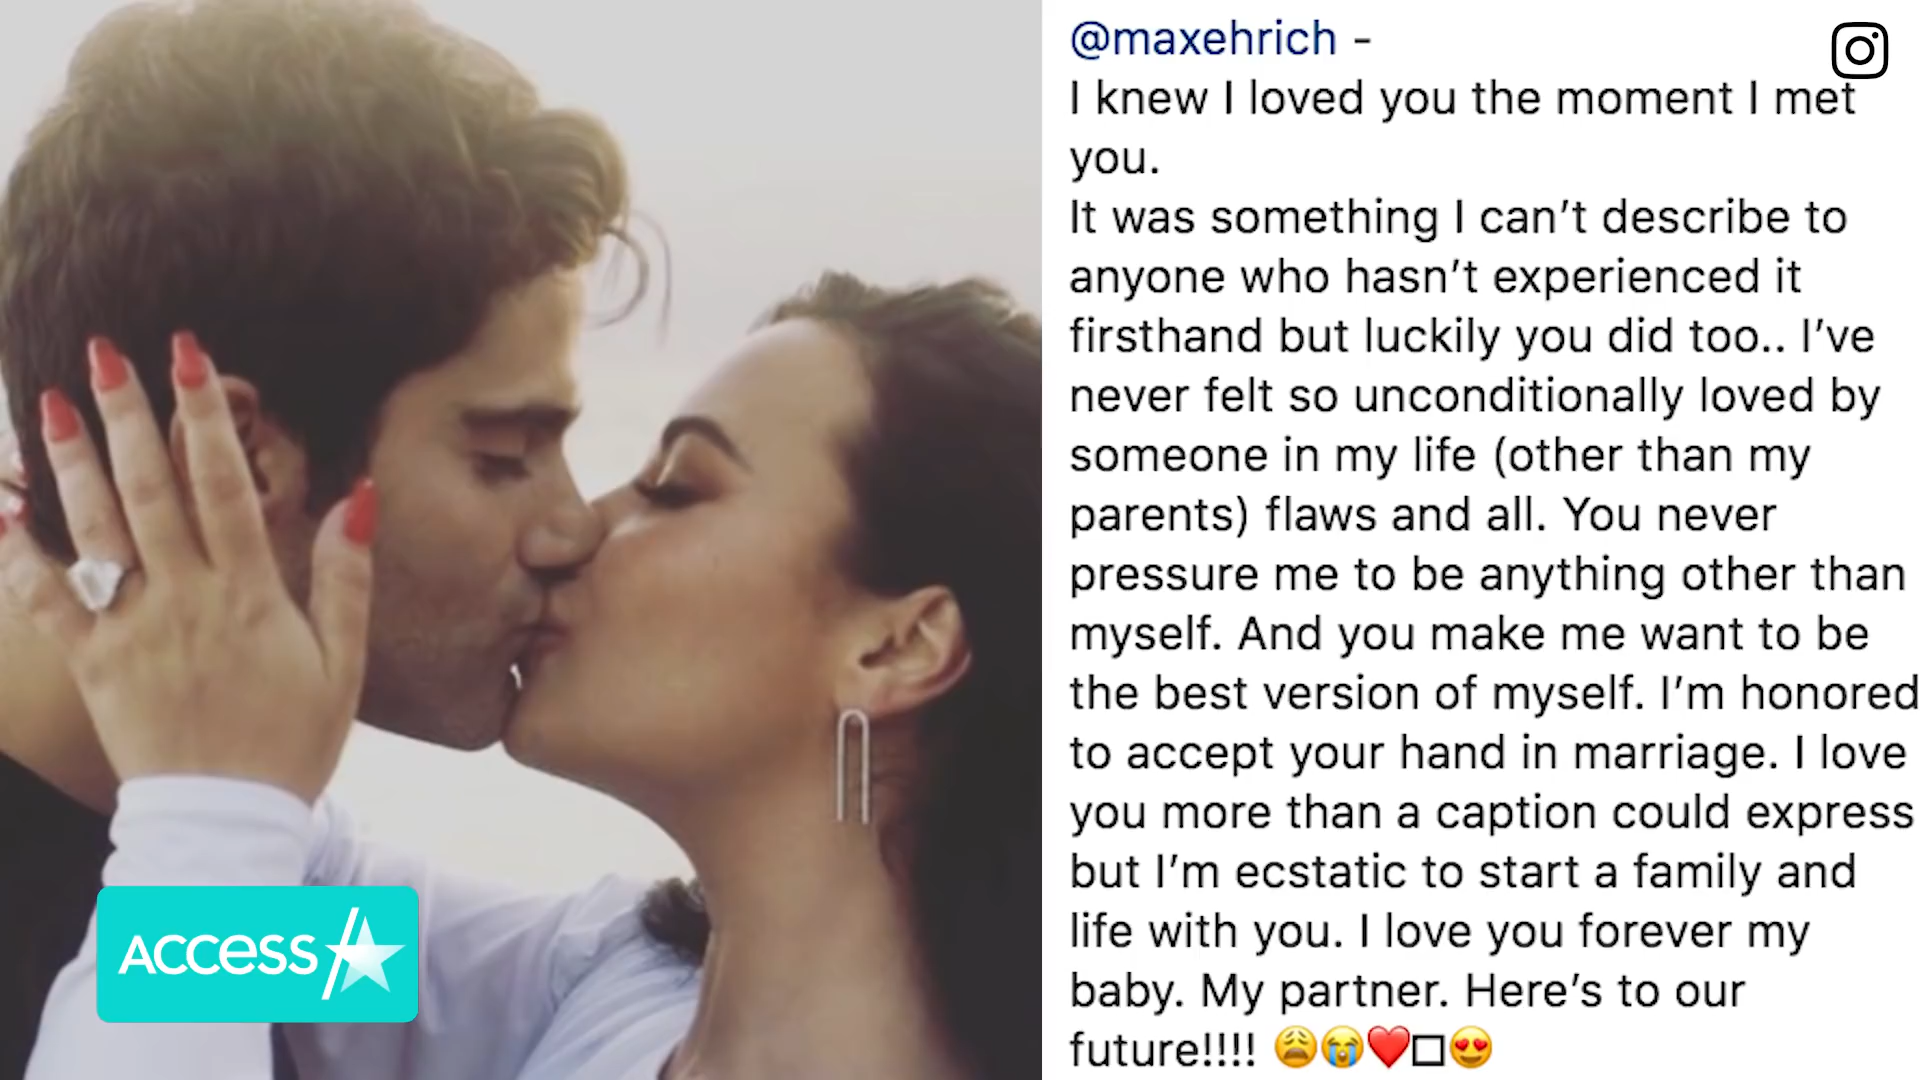 @maxehrich -
I knew I loved you the moment I met
you.
It was something I can’t describe to
anyone who hasn’t experienced it
firsthand but luckily you did too.. I’ve
never felt so unconditionally loved by
someone in my life (other than my
parents) flaws and all. You never
pressure me to be anything other than
myself. And you make me want to be
the best version of myself. I’m honored
to accept your hand in marriage. I love
you more than a caption could express
but I’m ecstatic to start a family and
life with you. I love you forever my
baby. My partner. Here’s to our
future!!!! 😩😭❤️□😍
access